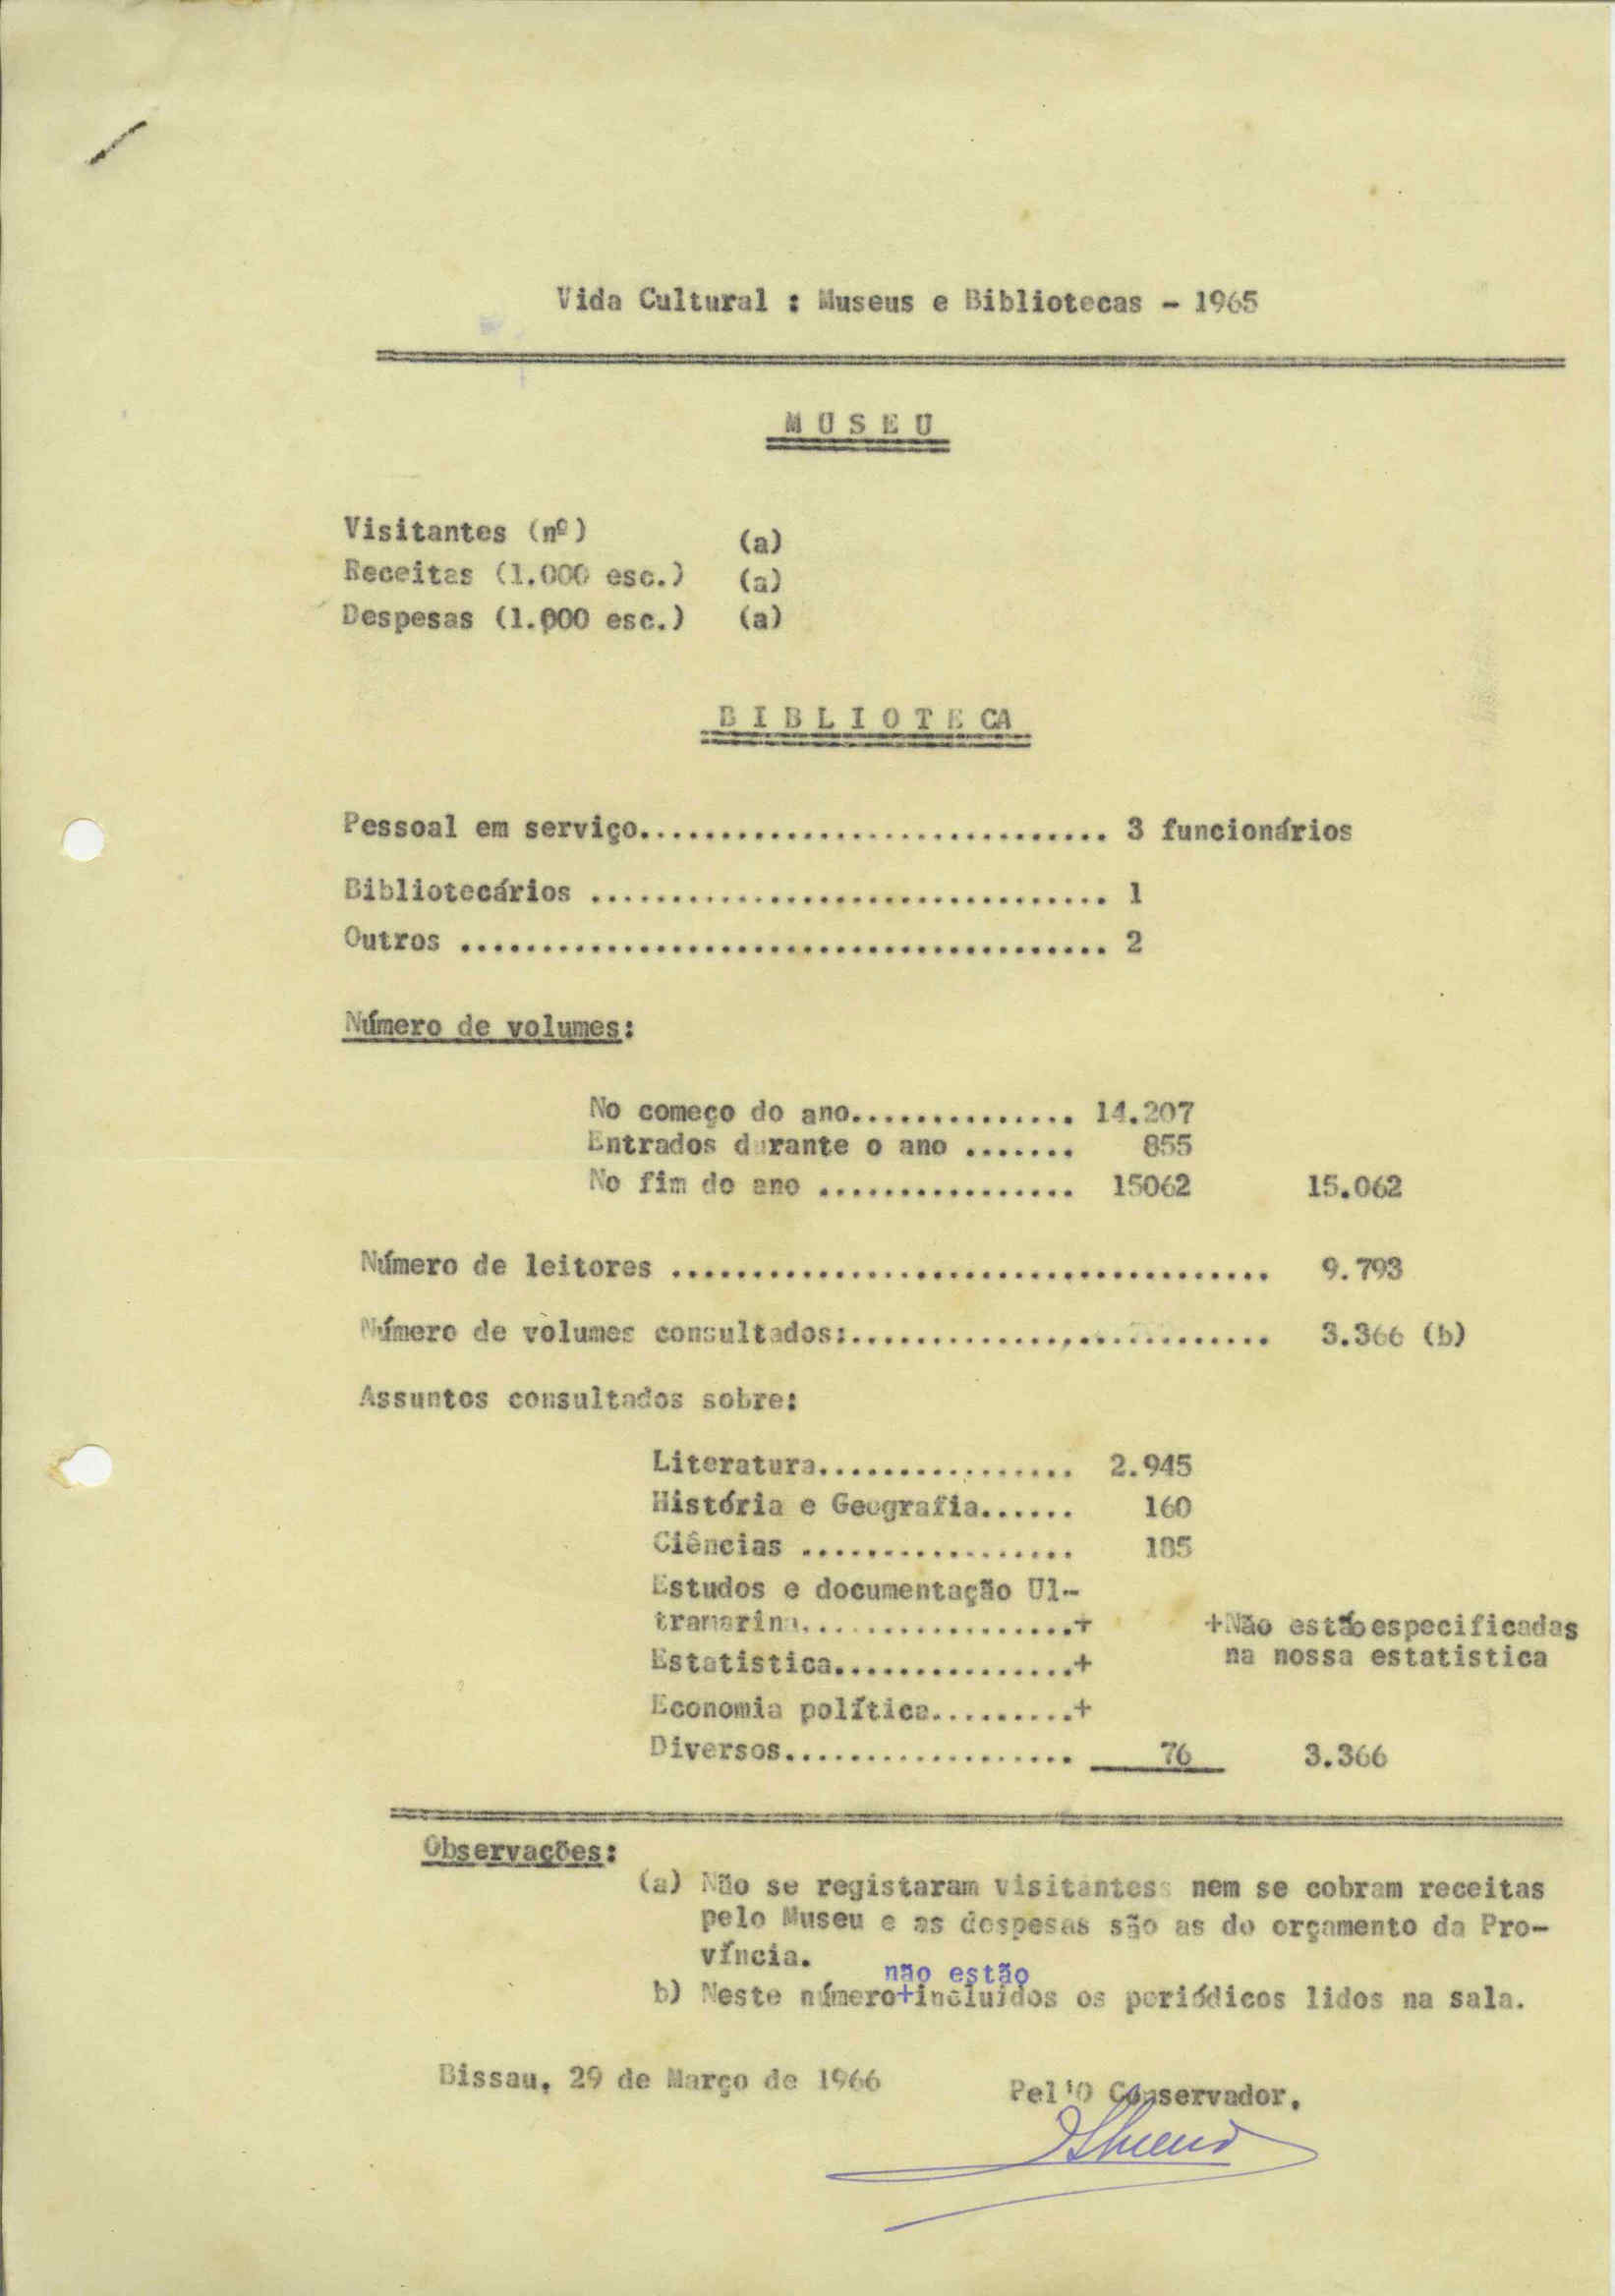 Vida Cultural : Museus e Bibliotecas - 1965
M U S E U
Visitantes (nº) (a)
Receitas (1.000 esc.) (a)
Despesas (1.000 esc.) (a)
B I B L I O T E CA
Pessoal em serviço............................. 3 funcionários
Bibliotecários ................................ 1
Outros ........................................ 2
Número de volumes:
No começo do ano.............. 14.207
Entrados durante o ano ....... 855
No fim do ano ................ 15062 15.062
Número de leitores ..................................... 9.793
Número de volumes consultados:.......................... 3.366 (b)
Assuntos consultados sobre:
Literatura................ 2.945
História e Geografia...... 160
Ciências ................. 185
Estudos e documentação Ul-
tramarina.................+ +Não estão especificadas
Estatistica...............+ na nossa estatistica
Economia política.........+
Diversos.................. 76 3.366
Observações:
(a) Não se registaram visitantes nem se cobram receitas
pelo Museu e as despesas são as do orçamento da Pro-
víncia.
não estão
b) Neste número+incluidos os periódicos lidos na sala.
Bissau, 29 de Março de 1966
Pel'O Conservador,